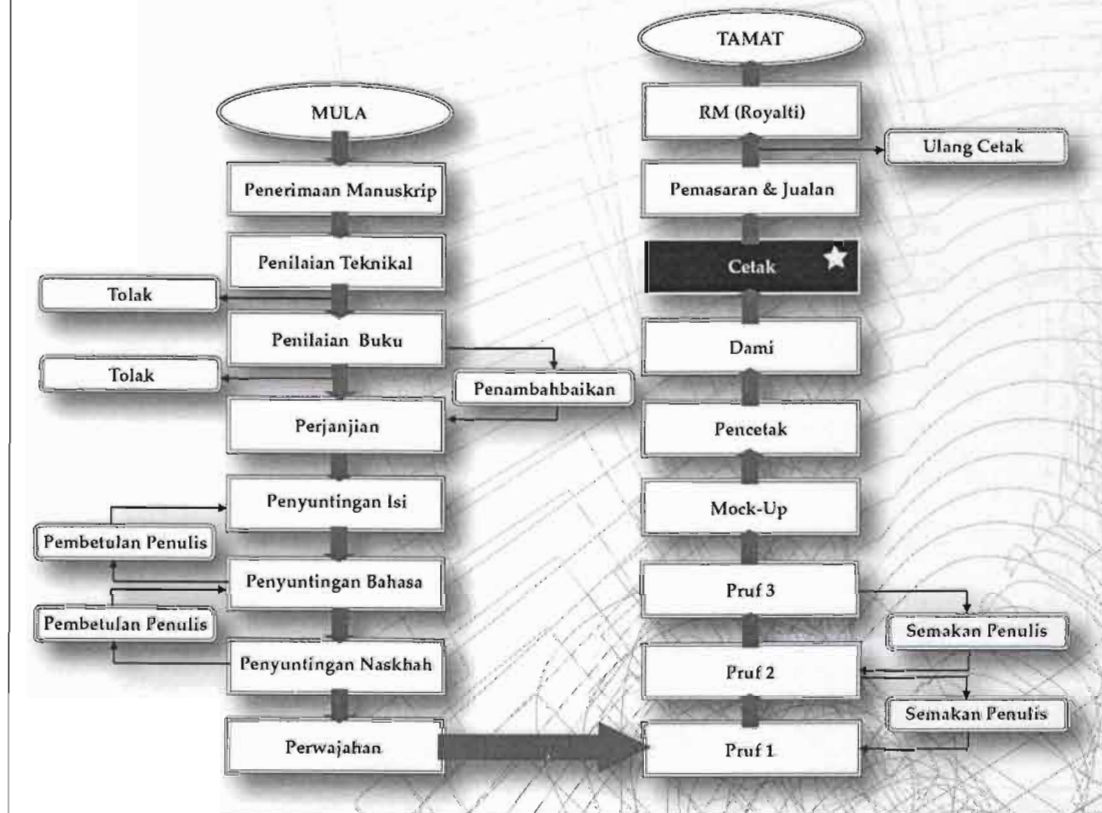 MULA
Penerimaan Manuskrip
Penilaian Teknikal
Tolak
Penilaian Buku
Tolak
Penambahbaikan
Perjanjian
Penyuntingan Isi
Pembetulan Penulis
Penyuntingan Bahasa
Pembetulan Penulis
Penyuntingan Naskhah
Perwajahan
TAMAT
RM (Royalti)
Ulang Cetak
Pemasaran & Jualan
Cetak
Dami
Pencetak
Mock-Up
Pruf 3
Semakan Penulis
Pruf 2
Semakan Penulis
Pruf 1